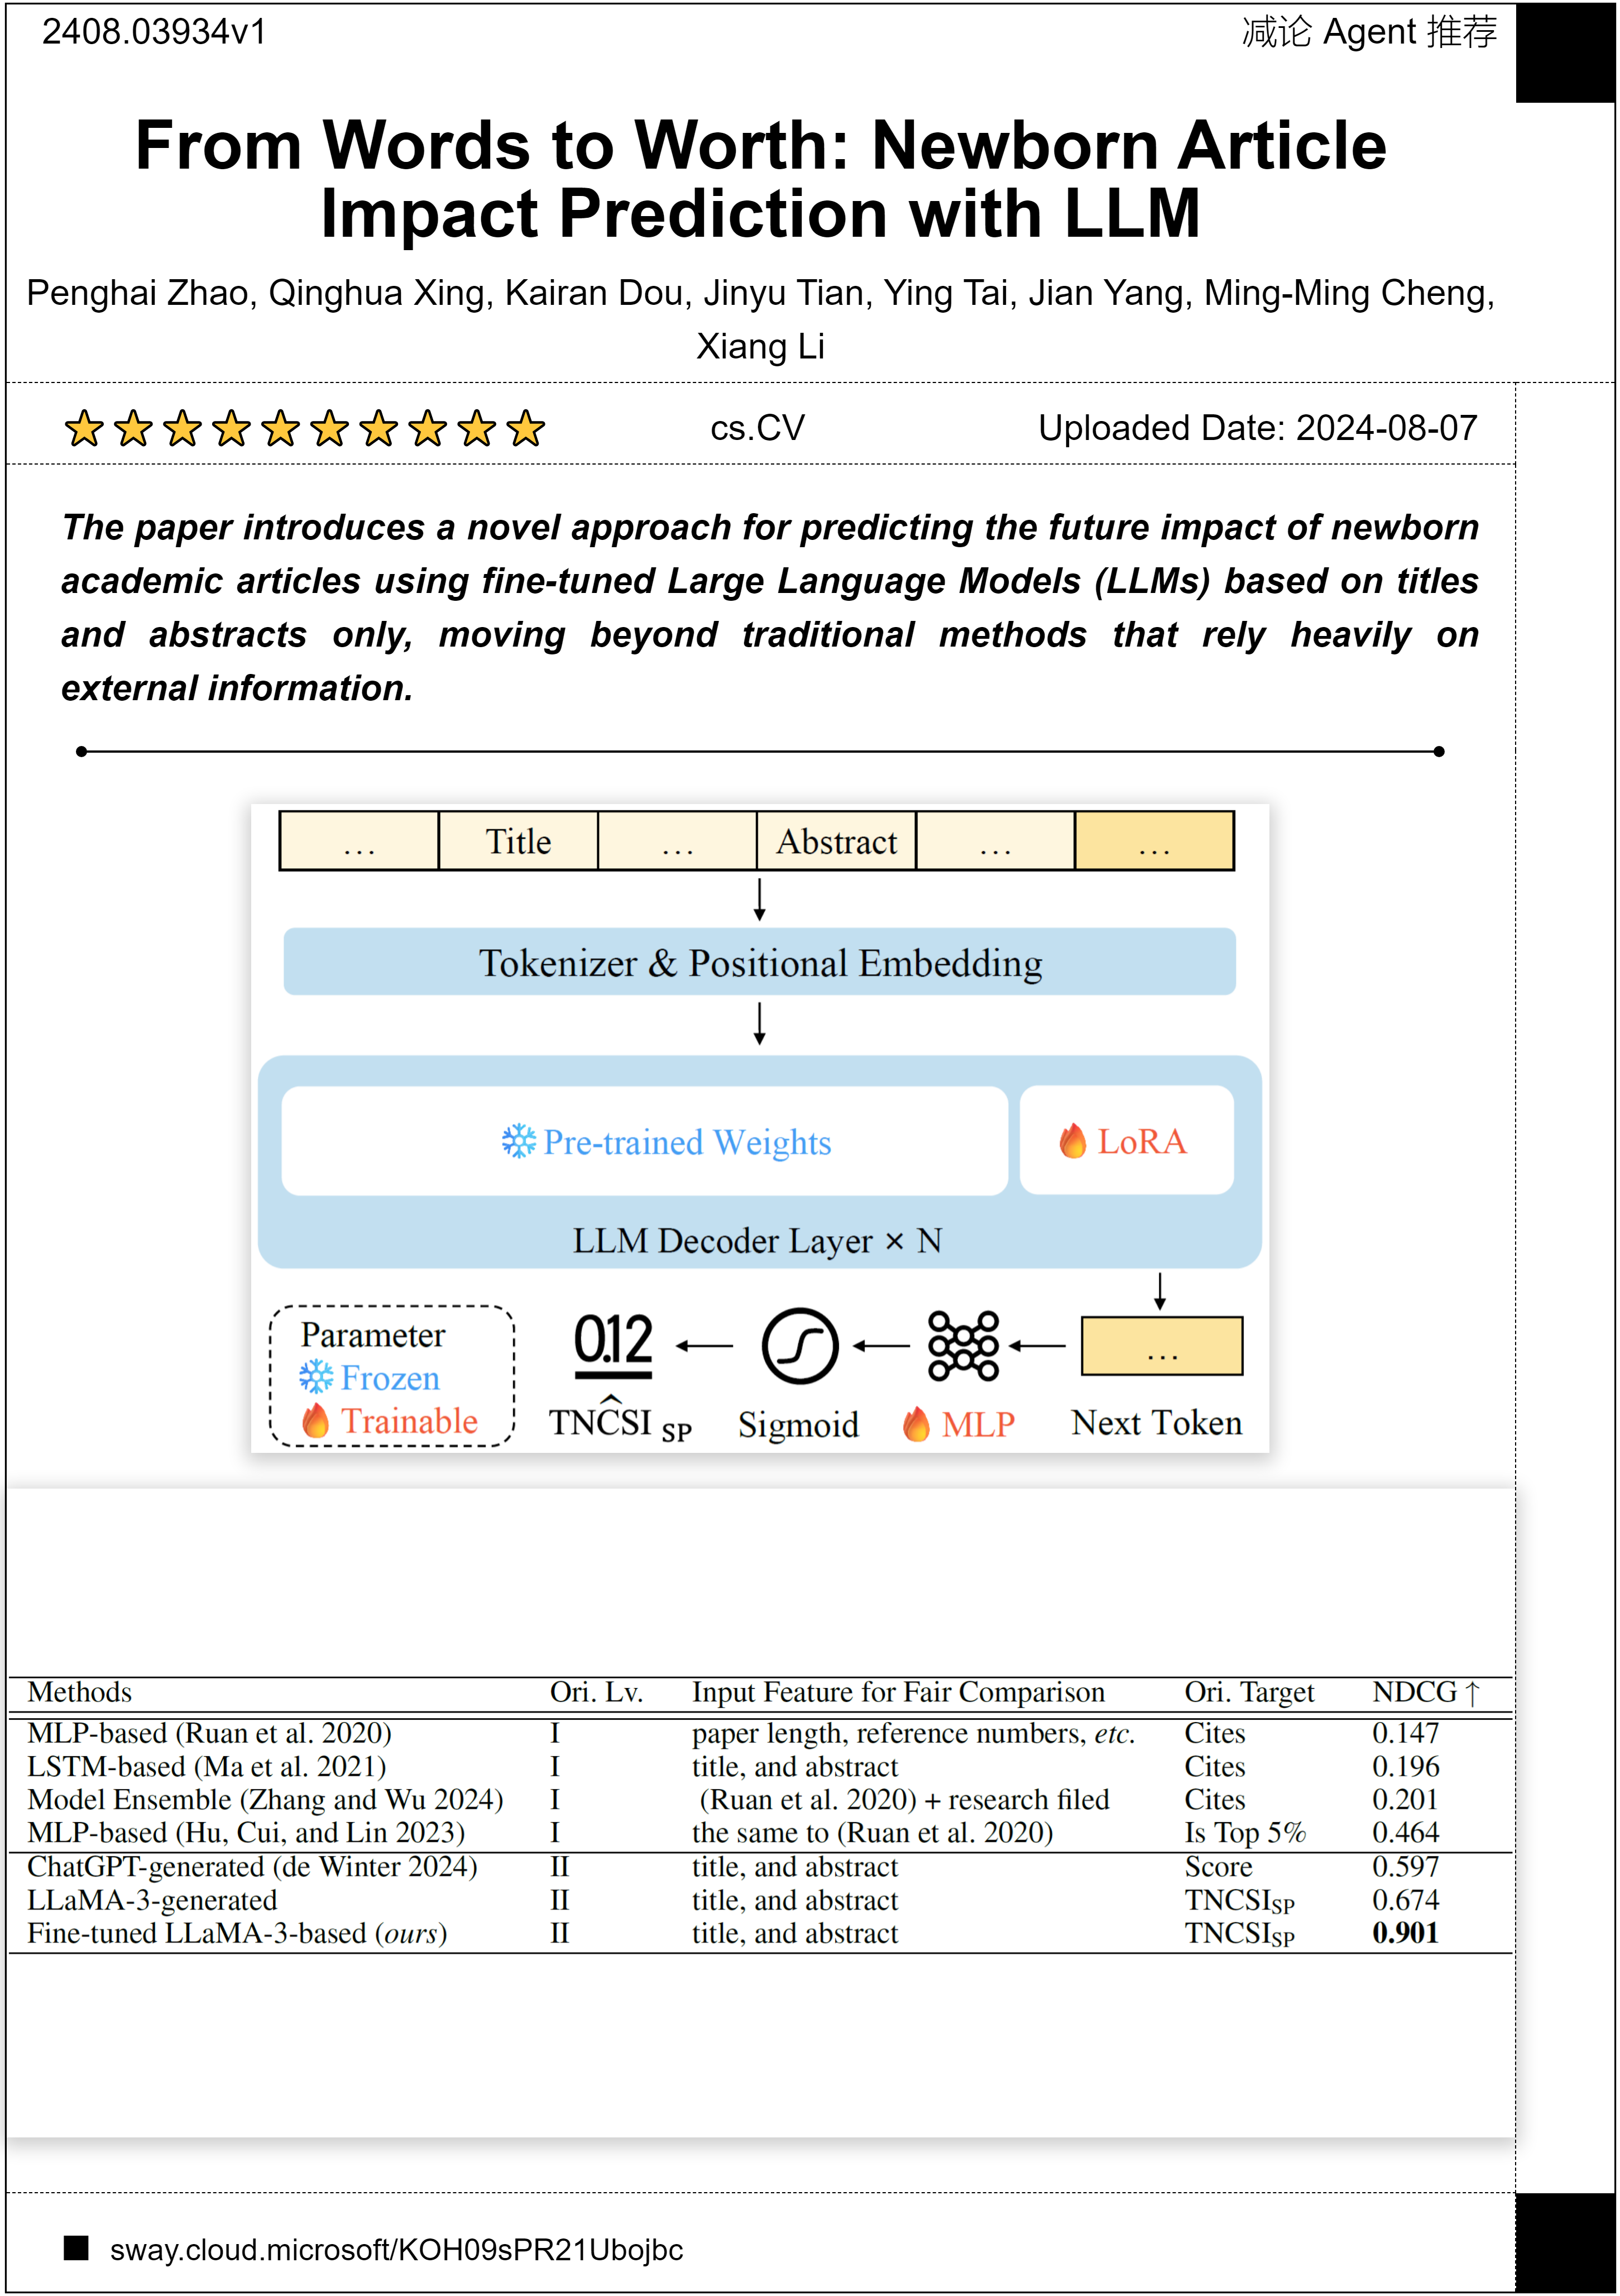 2408.03934v1
减论 Agent 推荐
From Words to Worth: Newborn Article
Impact Prediction with LLM
Penghai Zhao, Qinghua Xing, Kairan Dou, Jinyu Tian, Ying Tai, Jian Yang, Ming-Ming Cheng,
Xiang Li
cs.CV
Uploaded Date: 2024-08-07
The paper introduces a novel approach for predicting the future impact of newborn
academic articles using fine-tuned Large Language Models (LLMs) based on titles
and abstracts only, moving beyond traditional methods that rely heavily on
external information.
... Title ... Abstract ... ...
Tokenizer & Positional Embedding
Pre-trained Weights
LoRA
LLM Decoder Layer × N
Parameter
Frozen
Trainable
0.12
...
TNĈSI SP
Sigmoid
MLP
Next Token
Methods Ori. Lv. Input Feature for Fair Comparison Ori. Target NDCG ↑
MLP-based (Ruan et al. 2020) I paper length, reference numbers, etc. Cites 0.147
LSTM-based (Ma et al. 2021) I title, and abstract Cites 0.196
Model Ensemble (Zhang and Wu 2024) I (Ruan et al. 2020) + research filed Cites 0.201
MLP-based (Hu, Cui, and Lin 2023) I the same to (Ruan et al. 2020) Is Top 5% 0.464
ChatGPT-generated (de Winter 2024) II title, and abstract Score 0.597
LLaMA-3-generated II title, and abstract TNCSISP 0.674
Fine-tuned LLaMA-3-based (ours) II title, and abstract TNCSISP 0.901
sway.cloud.microsoft/KOH09sPR21Ubojbc